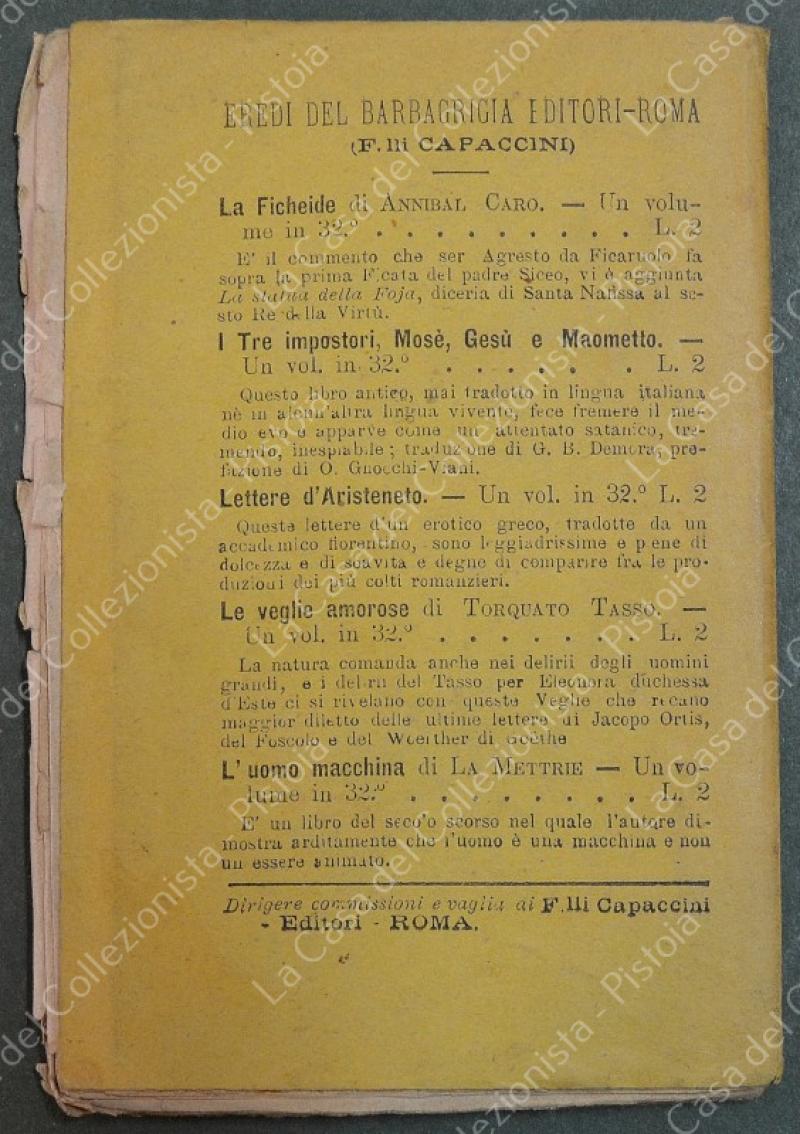 EREDI DEL BARBAGRIGIA EDITORI-ROMA
(F.lli CAPACCINI)
La Ficheide di ANNIBAL CARO. — Un volu-
me in 32.° . . . . . . . . . . L. 2
E' il commento che ser Agresto da Ficaruolo fa
sopra la prima Ficata del padre Siceo, vi è aggiunta
La statua della Foja, diceria di Santa Nafissa al se-
sto Re della Virtù.
I Tre impostori, Mosè, Gesù e Maometto. —
Un vol. in 32.° . . . . . . L. 2
Questo libro antico, mai tradotto in lingua italiana
nè in alcun'altra lingua vivente, fece fremere il me-
dio evo e apparve come un attentato satanico, tre-
mendo, inespiabile; traduzione di G. B. Demora, pre-
fazione di O. Gnocchi-Viani.
Lettere d'Aristeneto. — Un vol. in 32.° L. 2
Queste lettere d'un erotico greco, tradotte da un
accademico fiorentino, sono leggiadrissime e piene di
dolcezza e di soavita e degne di comparire fra le pro-
duzioni dei più colti romanzieri.
Le veglie amorose di TORQUATO TASSO. —
Un vol. in 32.° . . . . . . . L. 2
La natura comanda anche nei delirii degli uomini
grandi, e i deliri del Tasso per Eleonora duchessa
d'Este ci si rivelano con queste Veglie che recano
maggior diletto delle ultime lettere di Jacopo Ortis,
del Foscolo e del Woerther di Goëthe
L'uomo macchina di LA METTRIE — Un vo-
lume in 32.° . . . . . . . . L. 2
E' un libro del seco'o scorso nel quale l'autore di-
mostra arditamente che l'uomo è una macchina e non
un essere animato.
Dirigere commissioni e vaglia ai F.lli Capaccini
- Editori - ROMA.
La Casa del Collezionista - Pistoia